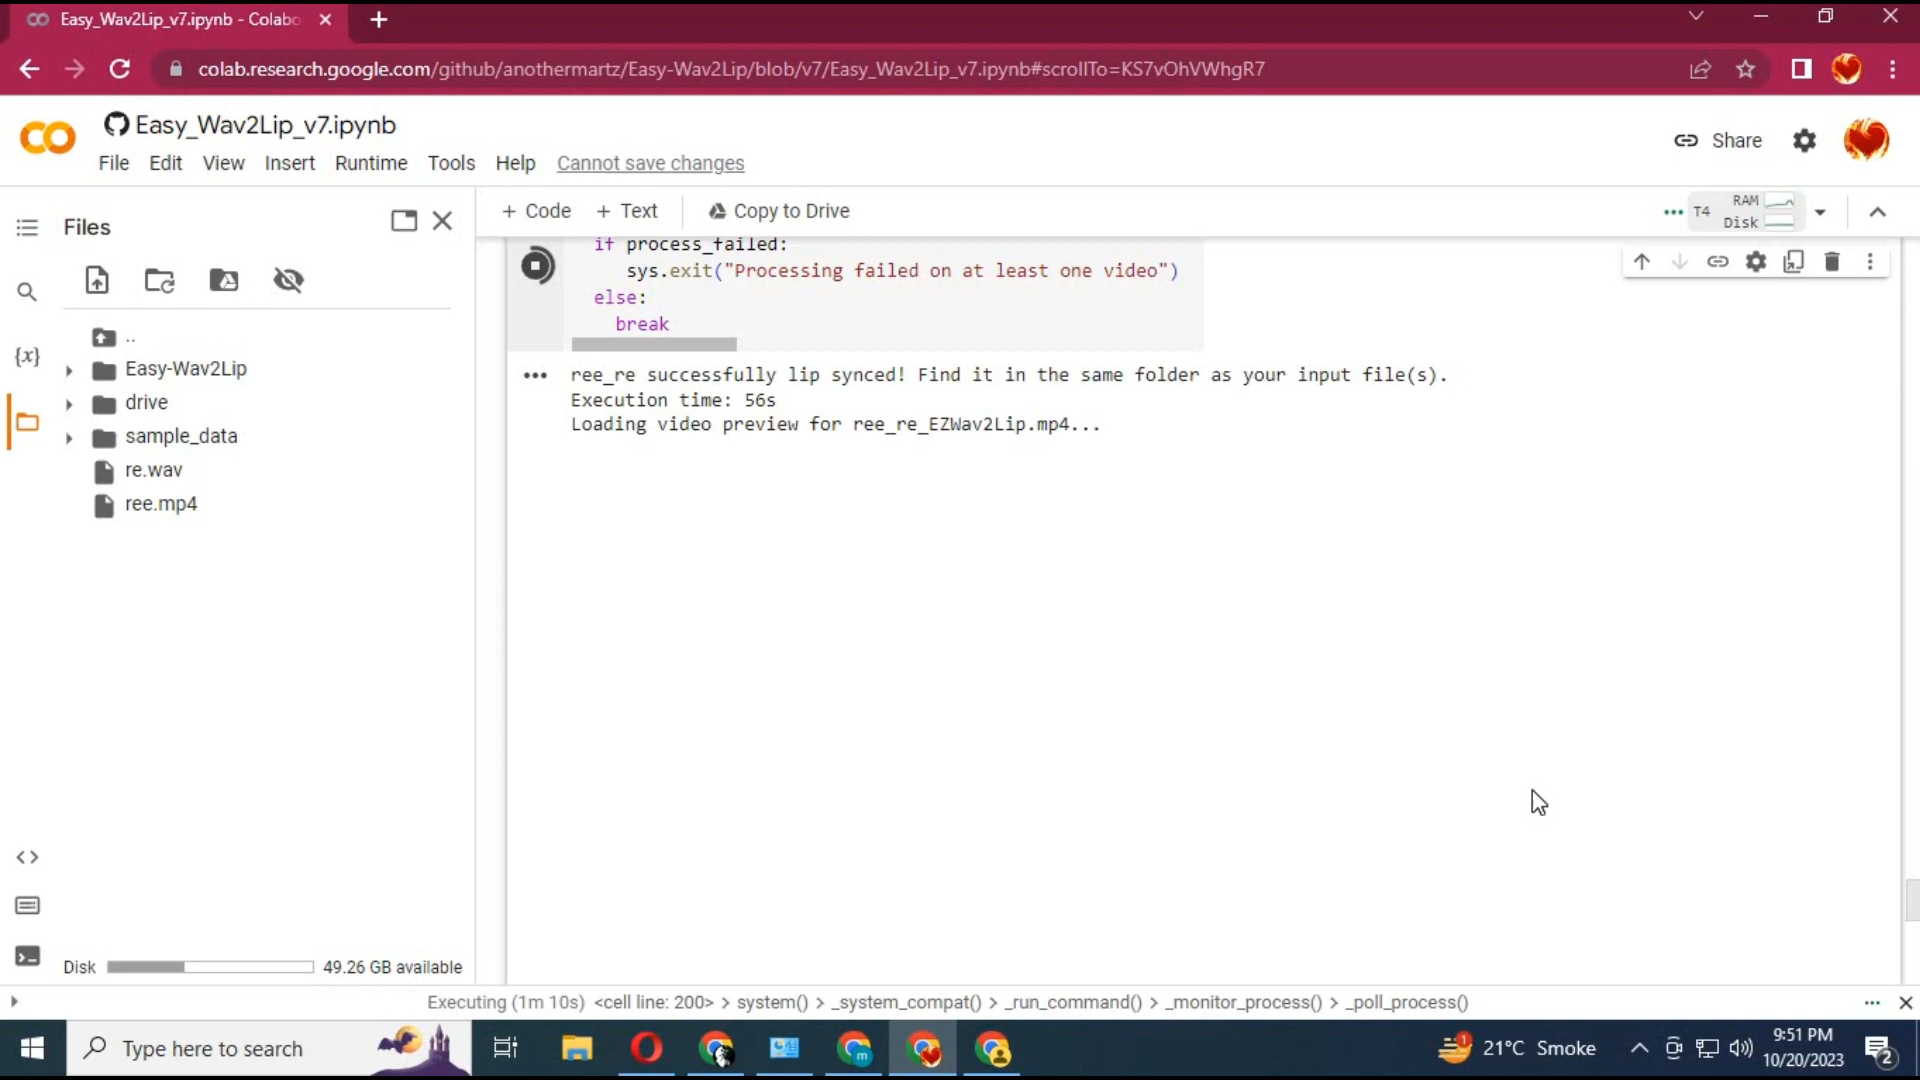 Easy_Wav2Lip_v7.ipynb - Colabo
colab.research.google.com/github/anothermartz/Easy-Wav2Lip/blob/v7/Easy_Wav2Lip_v7.ipynb#scrollTo=KS7vOhVWhgR7
Easy_Wav2Lip_v7.ipynb
Share
File Edit View Insert Runtime Tools Help Cannot save changes
Files
+ Code + Text Copy to Drive
T4 RAM
Disk
if process_failed:
sys.exit("Processing failed on at least one video")
else:
break
..
Easy-Wav2Lip
drive
sample_data
re.wav
ree.mp4
{x}
ree_re successfully lip synced! Find it in the same folder as your input file(s).
Execution time: 56s
Loading video preview for ree_re_EZWav2Lip.mp4...
Disk 49.26 GB available
Executing (1m 10s) <cell line: 200> > system() > _system_compat() > _run_command() > _monitor_process() > _poll_process()
Type here to search
m
1
21°C Smoke
9:51 PM
10/20/2023
2